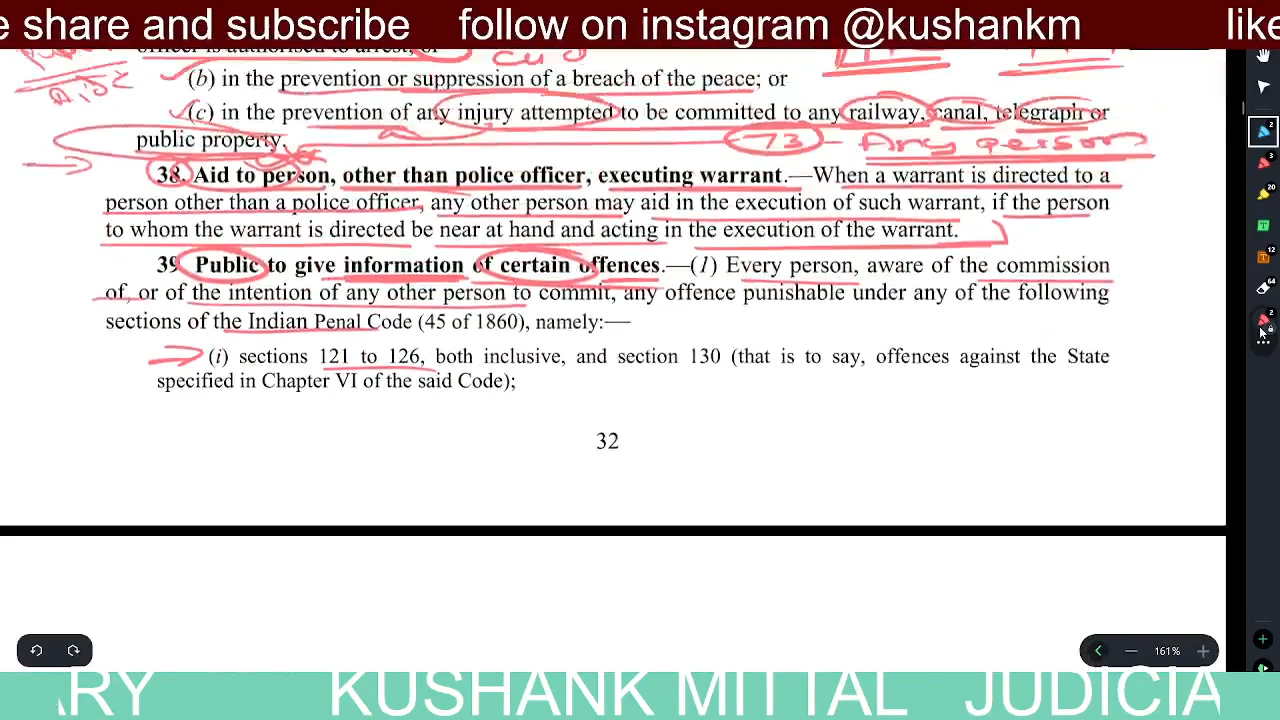 e share and subscribe follow on instagram @kushankm like
officer is authorised to arrest; or
(b) in the prevention or suppression of a breach of the peace; or
(c) in the prevention of any injury attempted to be committed to any railway, canal, telegraph or
public property.
73 - Any person
38. Aid to person, other than police officer, executing warrant.—When a warrant is directed to a
person other than a police officer, any other person may aid in the execution of such warrant, if the person
to whom the warrant is directed be near at hand and acting in the execution of the warrant.
39 Public to give information of certain offences.—(1) Every person, aware of the commission
of, or of the intention of any other person to commit, any offence punishable under any of the following
sections of the Indian Penal Code (45 of 1860), namely:—
(i) sections 121 to 126, both inclusive, and section 130 (that is to say, offences against the State
specified in Chapter VI of the said Code);
32
161%
ARY KUSHANK MITTAL JUDICIA